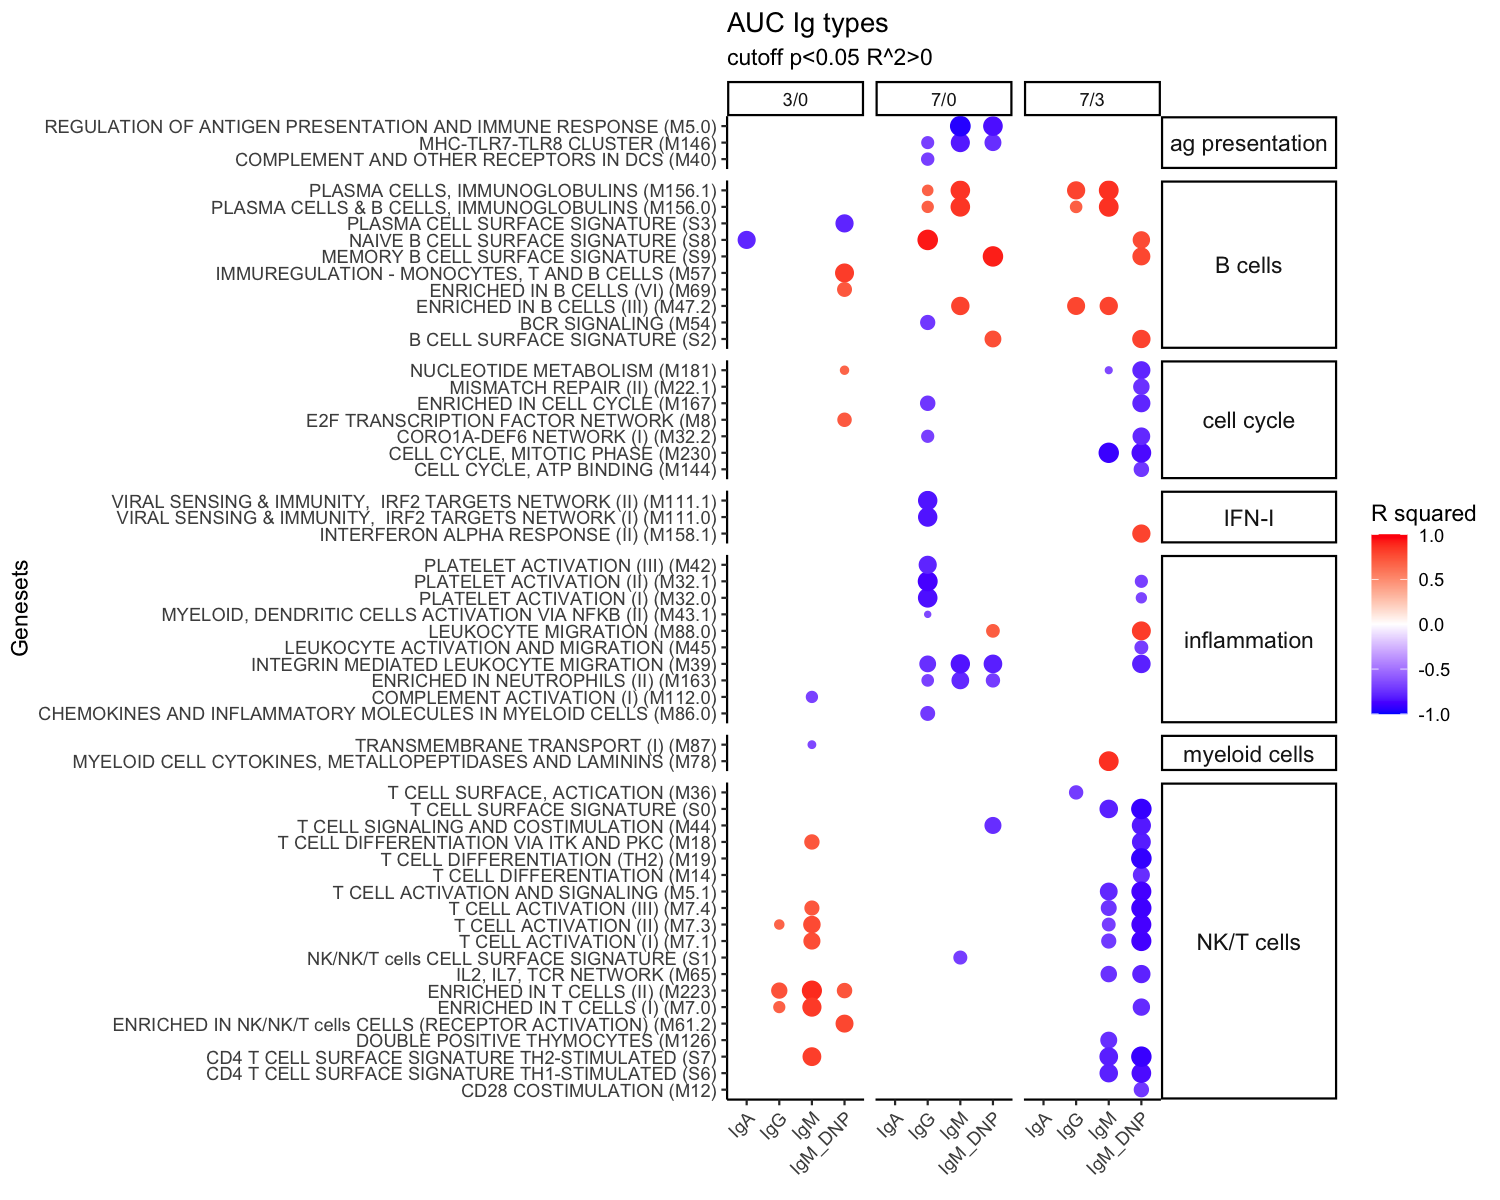 AUC Ig types
cutoff p<0.05 R^2>0
3/0
7/0
7/3
Genesets
REGULATION OF ANTIGEN PRESENTATION AND IMMUNE RESPONSE (M5.0)
MHC-TLR7-TLR8 CLUSTER (M146)
COMPLEMENT AND OTHER RECEPTORS IN DCS (M40)
ag presentation
PLASMA CELLS, IMMUNOGLOBULINS (M156.1)
PLASMA CELLS & B CELLS, IMMUNOGLOBULINS (M156.0)
PLASMA CELL SURFACE SIGNATURE (S3)
NAIVE B CELL SURFACE SIGNATURE (S8)
MEMORY B CELL SURFACE SIGNATURE (S9)
IMMUREGULATION - MONOCYTES, T AND B CELLS (M57)
ENRICHED IN B CELLS (VI) (M69)
ENRICHED IN B CELLS (III) (M47.2)
BCR SIGNALING (M54)
B CELL SURFACE SIGNATURE (S2)
B cells
NUCLEOTIDE METABOLISM (M181)
MISMATCH REPAIR (II) (M22.1)
ENRICHED IN CELL CYCLE (M167)
E2F TRANSCRIPTION FACTOR NETWORK (M8)
CORO1A-DEF6 NETWORK (I) (M32.2)
CELL CYCLE, MITOTIC PHASE (M230)
CELL CYCLE, ATP BINDING (M144)
cell cycle
VIRAL SENSING & IMMUNITY,  IRF2 TARGETS NETWORK (II) (M111.1)
VIRAL SENSING & IMMUNITY,  IRF2 TARGETS NETWORK (I) (M111.0)
INTERFERON ALPHA RESPONSE (II) (M158.1)
IFN-I
PLATELET ACTIVATION (III) (M42)
PLATELET ACTIVATION (II) (M32.1)
PLATELET ACTIVATION (I) (M32.0)
MYELOID, DENDRITIC CELLS ACTIVATION VIA NFKB (II) (M43.1)
LEUKOCYTE MIGRATION (M88.0)
LEUKOCYTE ACTIVATION AND MIGRATION (M45)
INTEGRIN MEDIATED LEUKOCYTE MIGRATION (M39)
ENRICHED IN NEUTROPHILS (II) (M163)
COMPLEMENT ACTIVATION (I) (M112.0)
CHEMOKINES AND INFLAMMATORY MOLECULES IN MYELOID CELLS (M86.0)
inflammation
TRANSMEMBRANE TRANSPORT (I) (M87)
MYELOID CELL CYTOKINES, METALLOPEPTIDASES AND LAMININS (M78)
myeloid cells
T CELL SURFACE, ACTICATION (M36)
T CELL SURFACE SIGNATURE (S0)
T CELL SIGNALING AND COSTIMULATION (M44)
T CELL DIFFERENTIATION VIA ITK AND PKC (M18)
T CELL DIFFERENTIATION (TH2) (M19)
T CELL DIFFERENTIATION (M14)
T CELL ACTIVATION AND SIGNALING (M5.1)
T CELL ACTIVATION (III) (M7.4)
T CELL ACTIVATION (II) (M7.3)
T CELL ACTIVATION (I) (M7.1)
NK/NK/T cells CELL SURFACE SIGNATURE (S1)
IL2, IL7, TCR NETWORK (M65)
ENRICHED IN T CELLS (II) (M223)
ENRICHED IN T CELLS (I) (M7.0)
ENRICHED IN NK/NK/T cells CELLS (RECEPTOR ACTIVATION) (M61.2)
DOUBLE POSITIVE THYMOCYTES (M126)
CD4 T CELL SURFACE SIGNATURE TH2-STIMULATED (S7)
CD4 T CELL SURFACE SIGNATURE TH1-STIMULATED (S6)
CD28 COSTIMULATION (M12)
NK/T cells
IgA
IgG
IgM
IgM_DNP
IgA
IgG
IgM
IgM_DNP
IgA
IgG
IgM
IgM_DNP
R squared
1.0
0.5
0.0
-0.5
-1.0